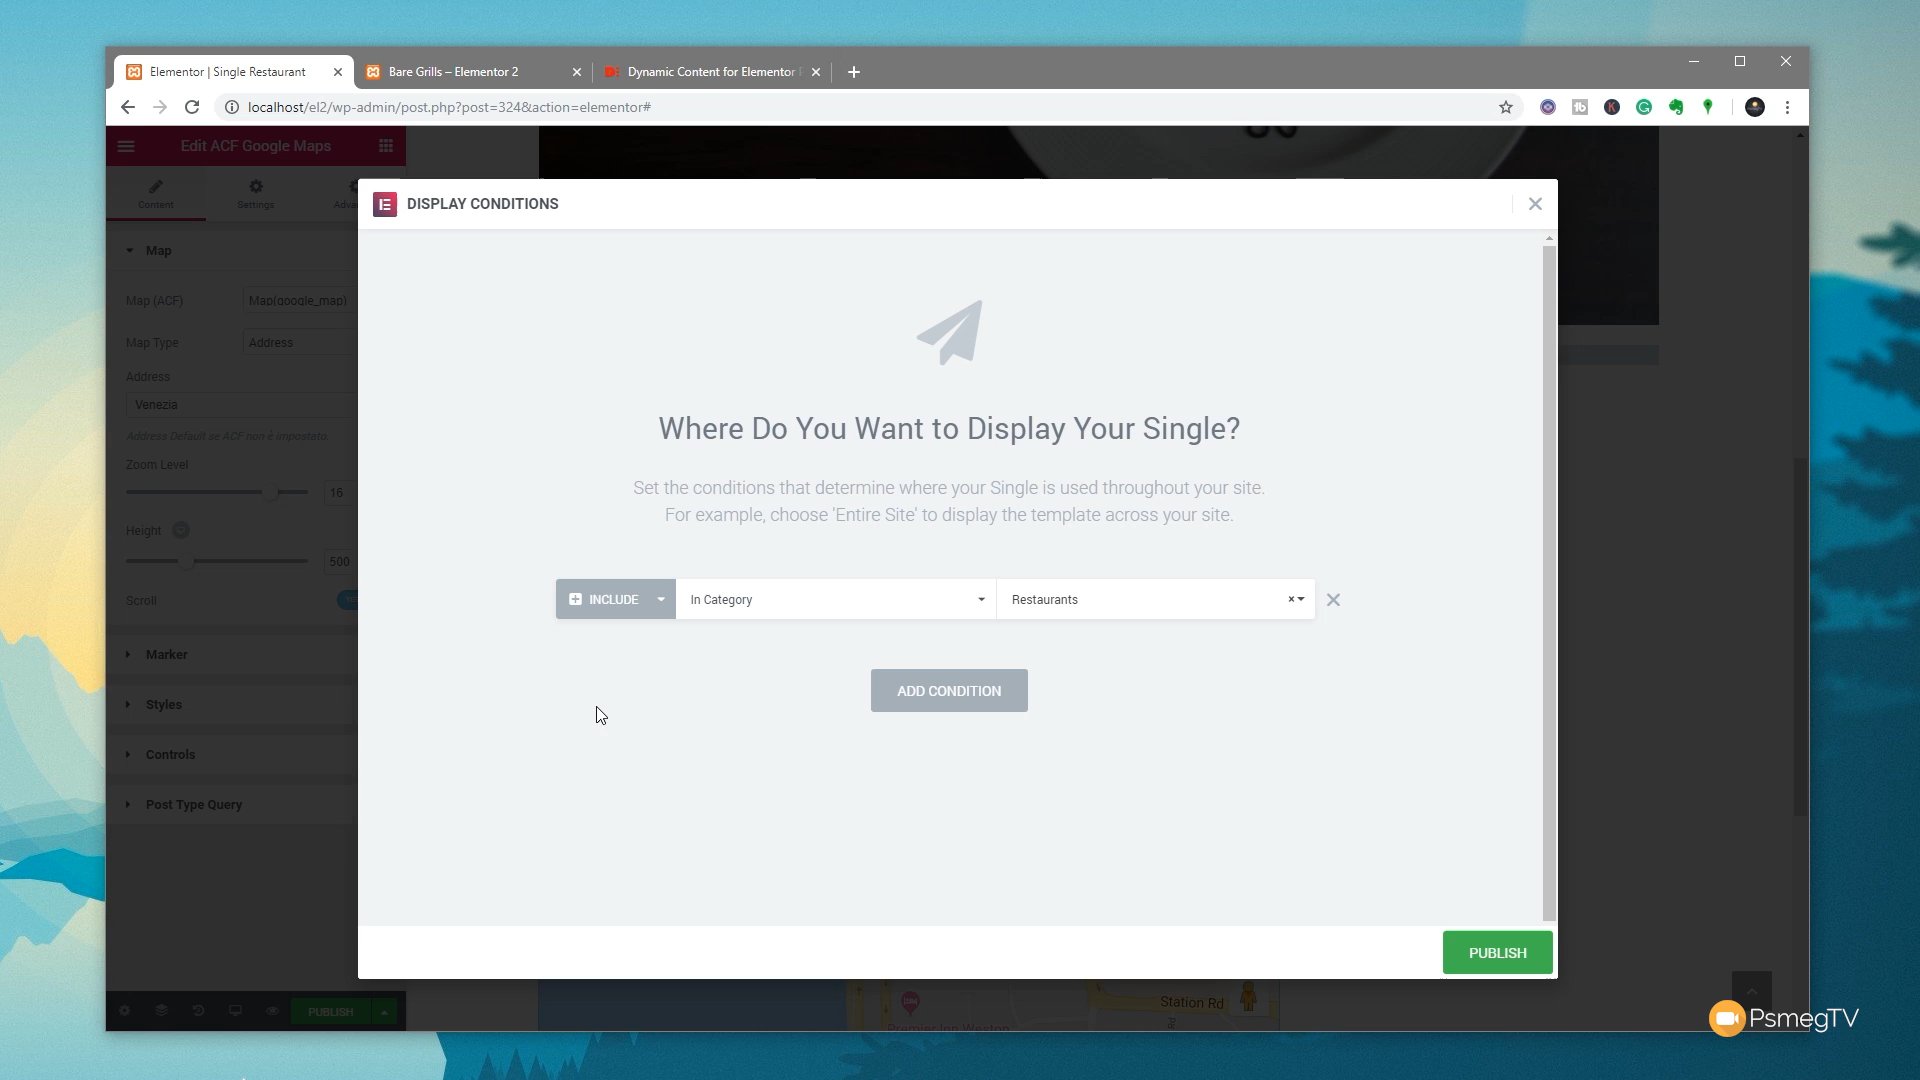 Elementor | Single Restaurant
Bare Grills – Elementor 2
Dynamic Content for Elementor
localhost/el2/wp-admin/post.php?post=324&action=elementor#
Edit ACF Google Maps
Content
Settings
Map
Map (ACF)
Map(google_map)
Map Type
Address
Address
Venezia
Address Default se ACF non è impostato.
Zoom Level
16
Height
500
Scroll
Marker
Styles
Controls
Post Type Query
PUBLISH
DISPLAY CONDITIONS
Where Do You Want to Display Your Single?
Set the conditions that determine where your Single is used throughout your site.
For example, choose 'Entire Site' to display the template across your site.
INCLUDE
In Category
Restaurants
ADD CONDITION
PUBLISH
Station Rd
Rd
Premier Inn Weston
PsmegTV